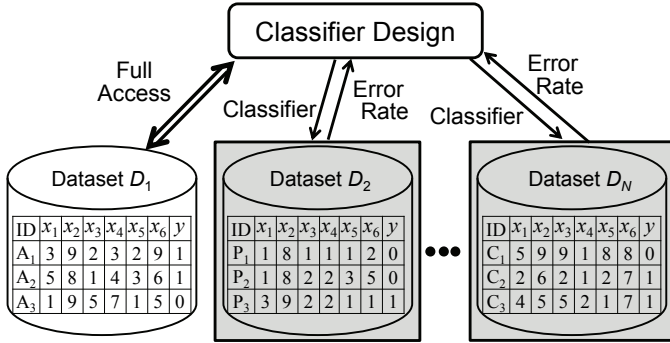 Classifier Design
Full
Access
Classifier
Error
Rate
Classifier
Error
Rate
Dataset D1
ID x1 x2 x3 x4 x5 x6 y
A1 3 9 2 3 2 9 1
A2 5 8 1 4 3 6 1
A3 1 9 5 7 1 5 0
Dataset D2
ID x1 x2 x3 x4 x5 x6 y
P1 1 8 1 1 1 2 0
P2 1 8 2 2 3 5 0
P3 3 9 2 2 1 1 1
Dataset DN
ID x1 x2 x3 x4 x5 x6 y
C1 5 9 9 1 8 8 0
C2 2 6 2 1 2 7 1
C3 4 5 5 2 1 7 1